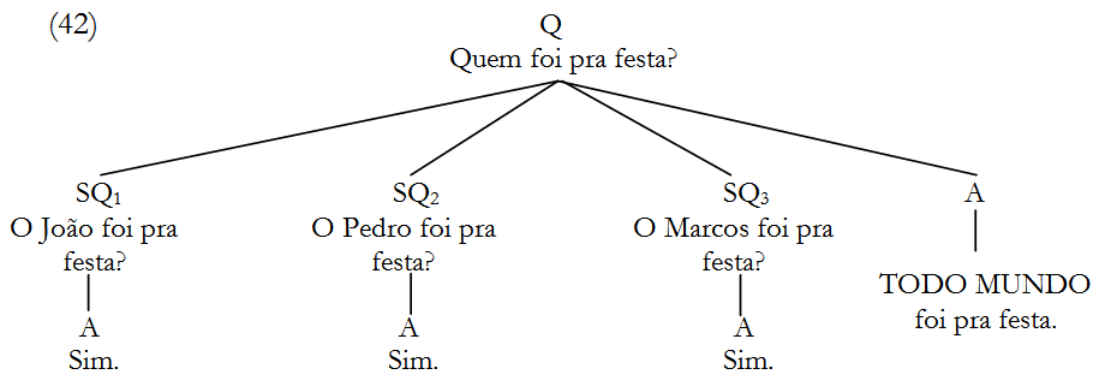 (42)
Q
Quem foi pra festa?
SQ₁
O João foi pra
festa?
A
Sim.
SQ₂
O Pedro foi pra
festa?
A
Sim.
SQ₃
O Marcos foi pra
festa?
A
Sim.
A
TODO MUNDO
foi pra festa.